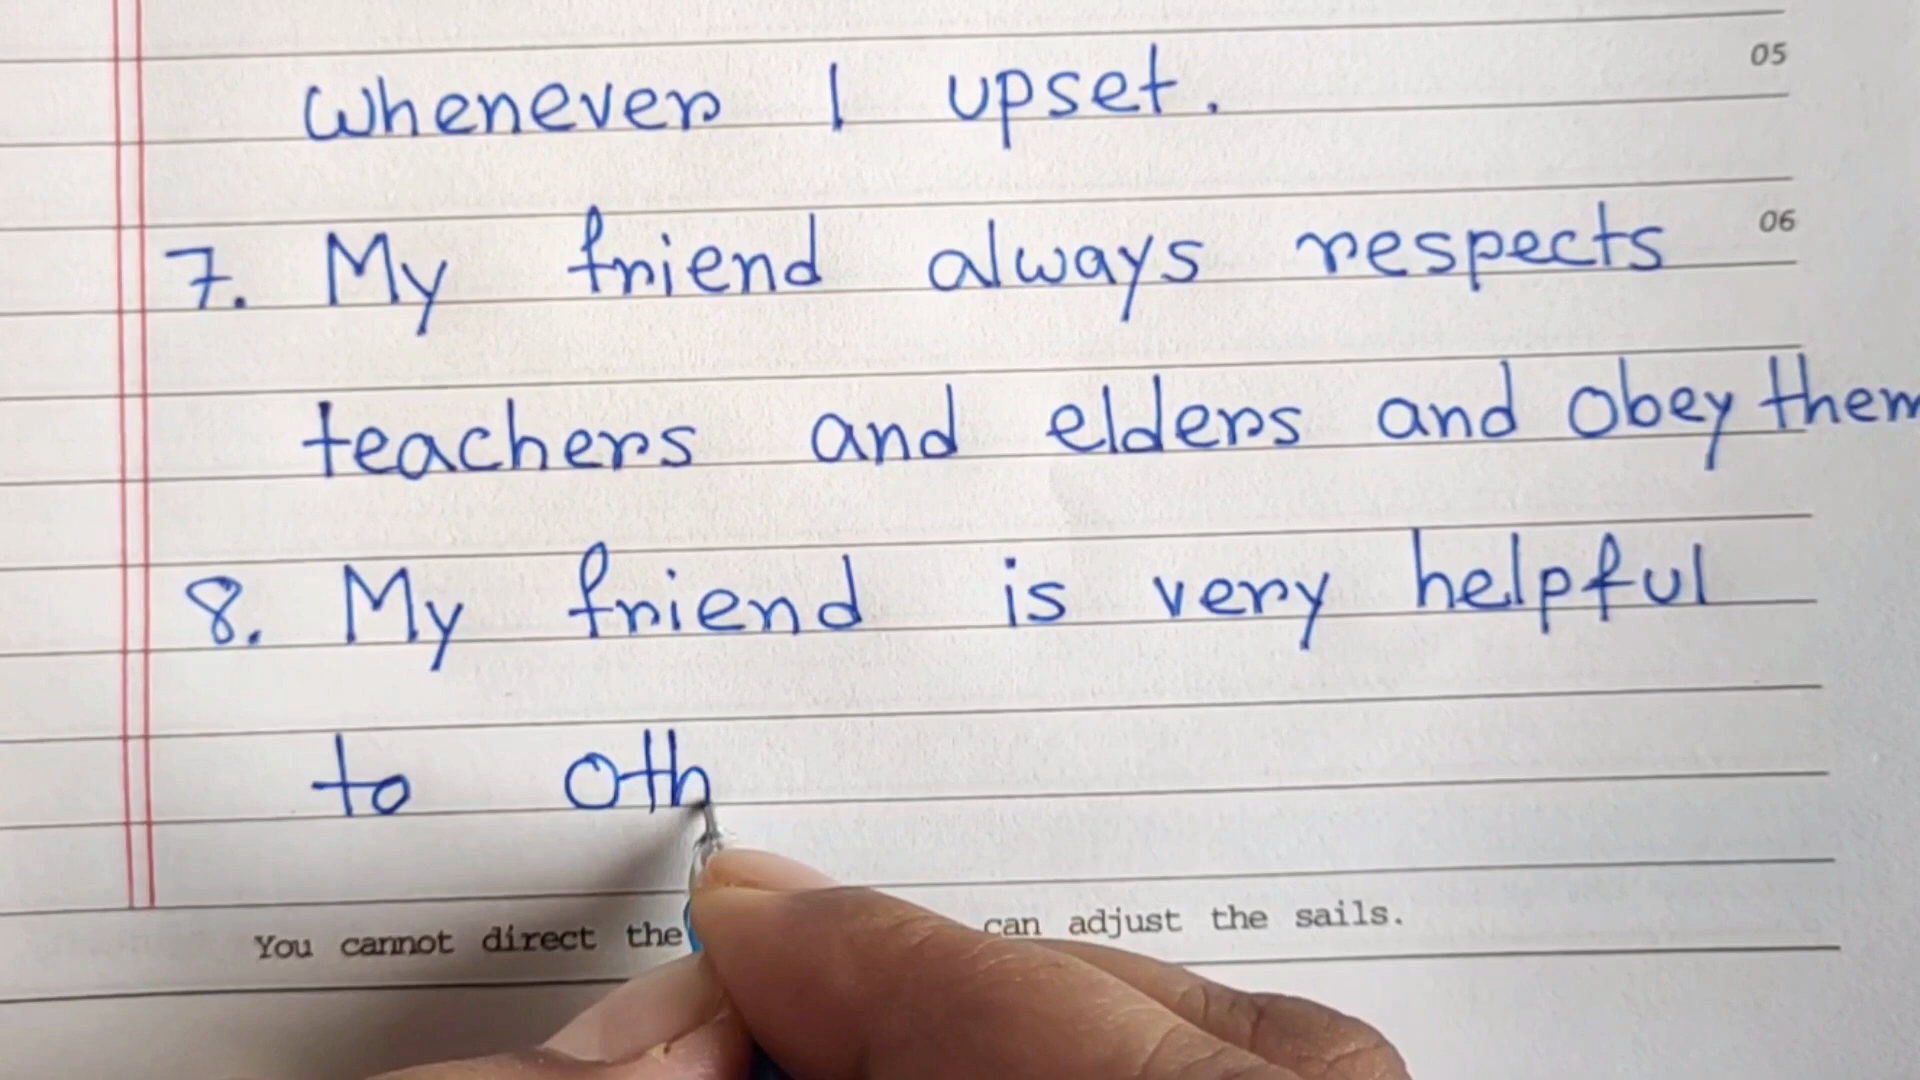 05
whenever I upset.
06
7. My friend always respects
teachers and elders and obey them
8. My friend is very helpful
to oth
You cannot direct the can adjust the sails.